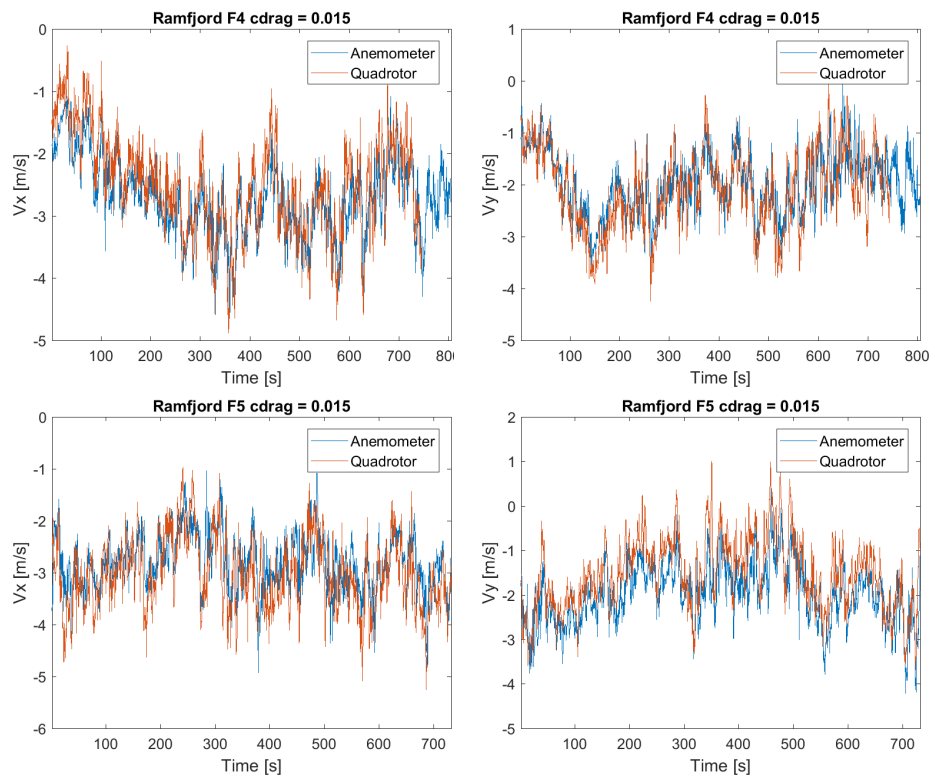 Ramfjord F4 cdrag = 0.015
Vx [m/s]
0
-1
-2
-3
-4
-5
Anemometer
Quadrotor
100 200 300 400 500 600 700 800
Time [s]
Ramfjord F4 cdrag = 0.015
Vy [m/s]
1
0
-1
-2
-3
-4
-5
Anemometer
Quadrotor
100 200 300 400 500 600 700 800
Time [s]
Ramfjord F5 cdrag = 0.015
Vx [m/s]
0
-1
-2
-3
-4
-5
-6
Anemometer
Quadrotor
100 200 300 400 500 600 700
Time [s]
Ramfjord F5 cdrag = 0.015
Vy [m/s]
2
1
0
-1
-2
-3
-4
-5
Anemometer
Quadrotor
100 200 300 400 500 600 700
Time [s]